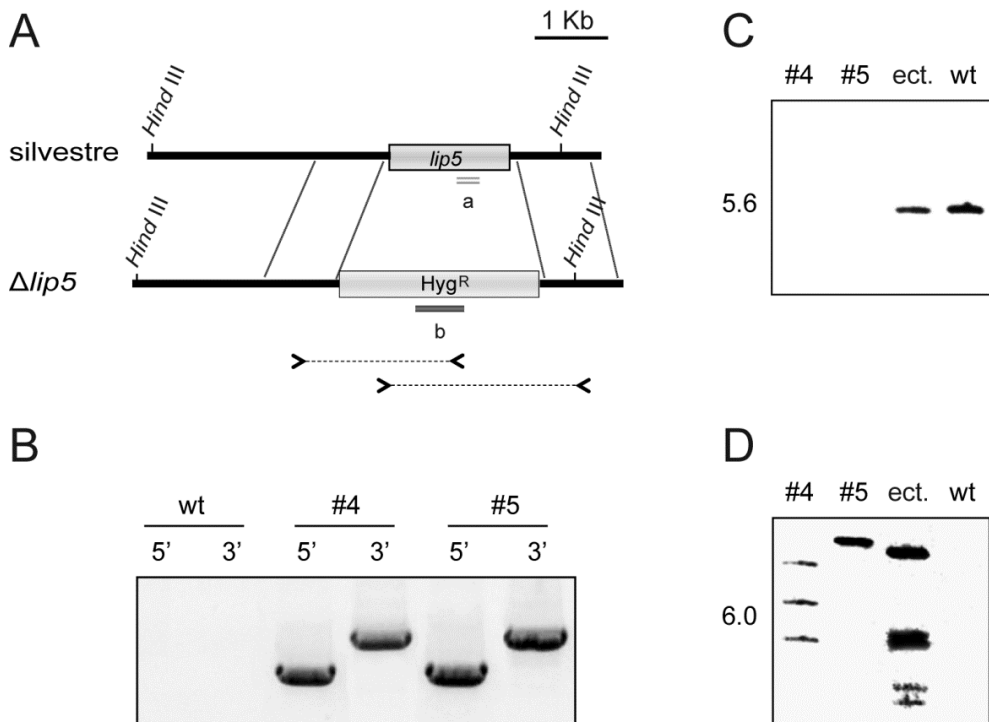 A
1 Kb
Hind III
Hind III
silvestre
lip5
a
Hind III
Hind III
Δlip5
Hygᴿ
b
B
wt #4 #5
5’ 3’ 5’ 3’ 5’ 3’
C
#4 #5 ect. wt
5.6
D
#4 #5 ect. wt
6.0